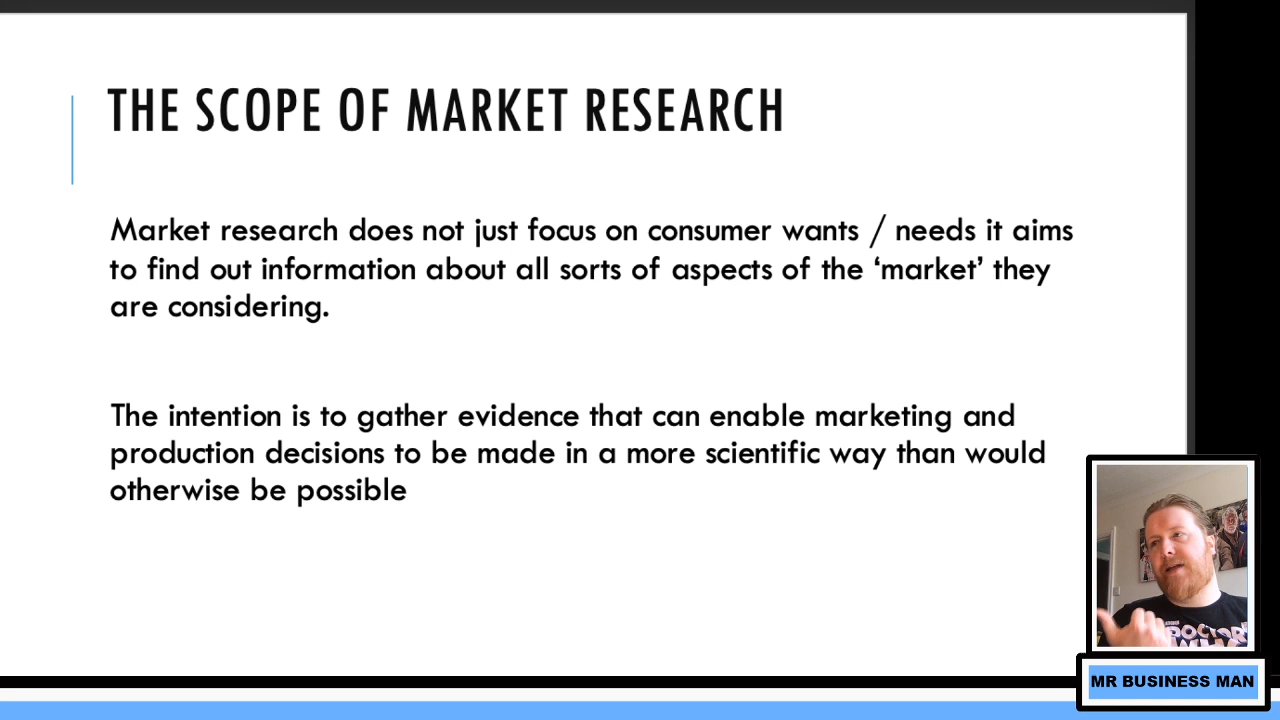 THE SCOPE OF MARKET RESEARCH
Market research does not just focus on consumer wants / needs it aims
to find out information about all sorts of aspects of the ‘market’ they
are considering.
The intention is to gather evidence that can enable marketing and
production decisions to be made in a more scientific way than would
otherwise be possible
DOCTOR
WHO
MR BUSINESS MAN